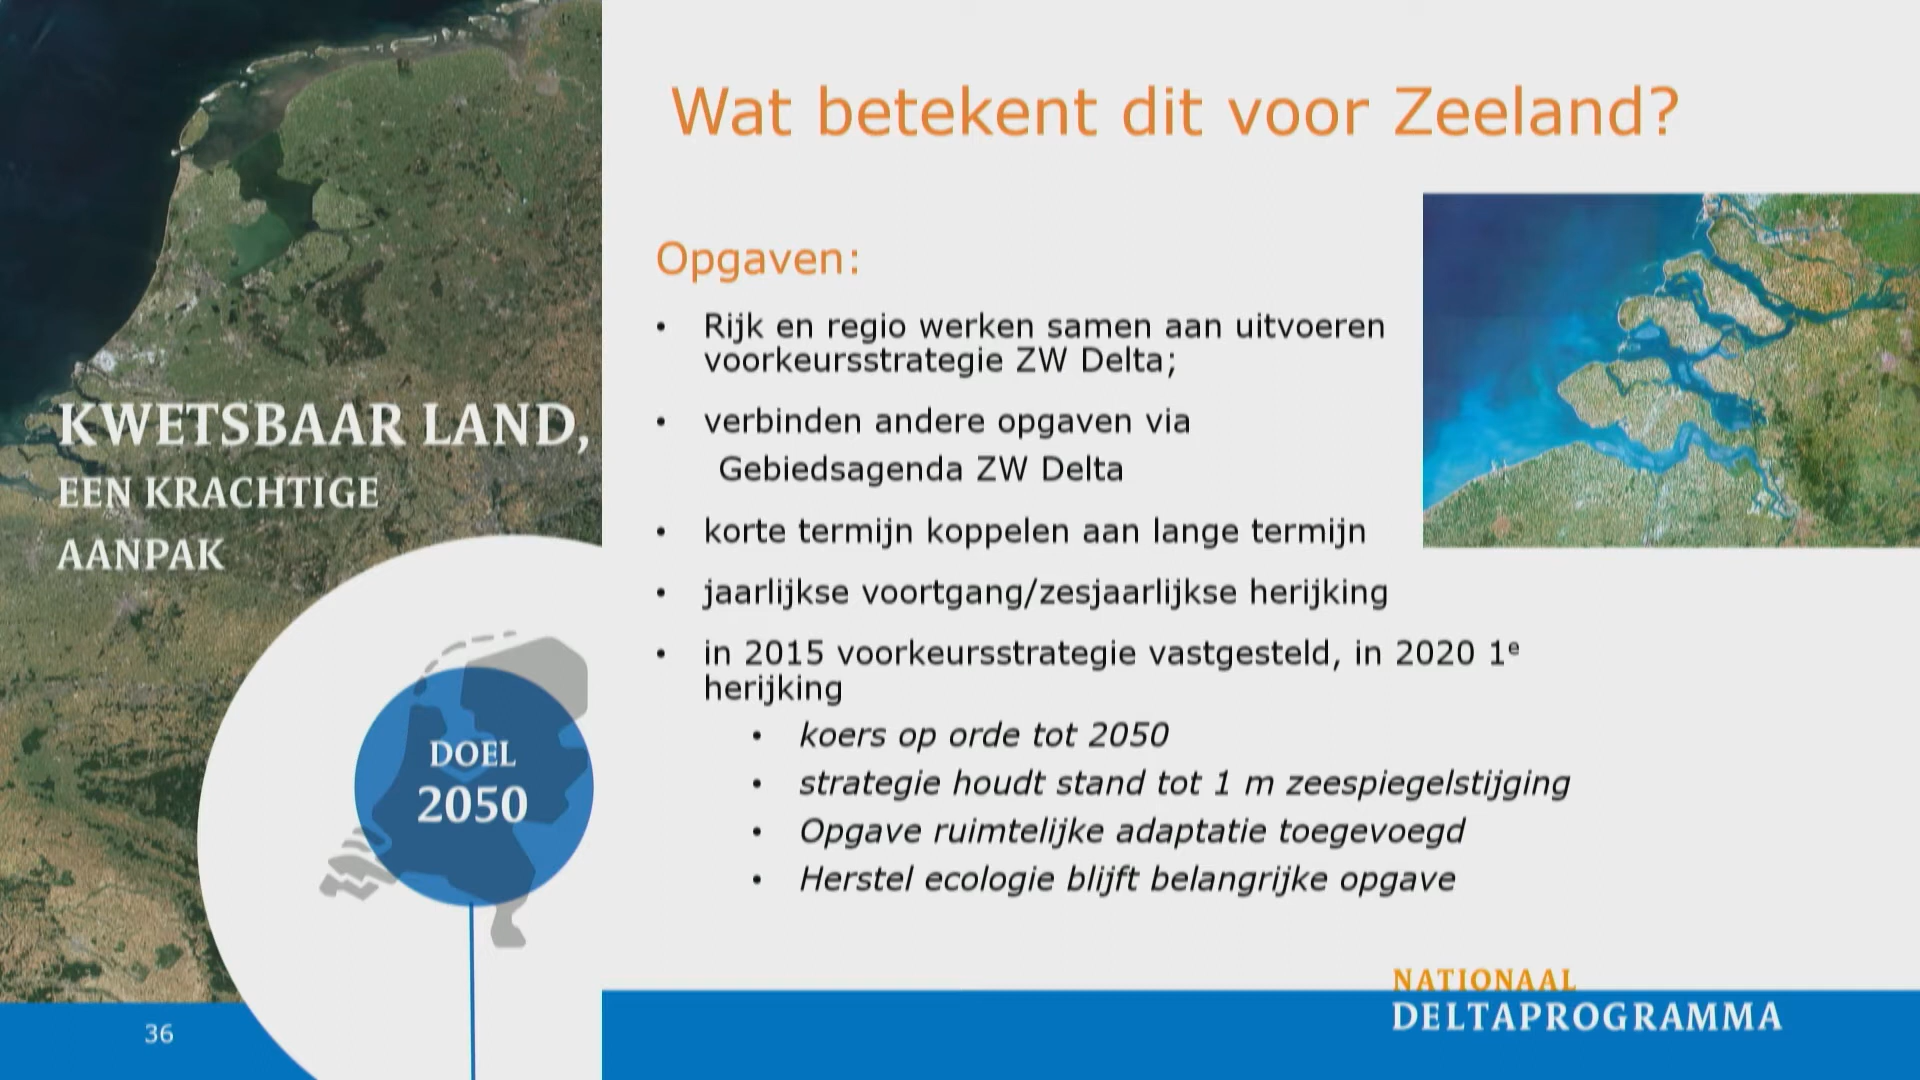 Wat betekent dit voor Zeeland?
KWETSBAAR LAND,
EEN KRACHTIGE
AANPAK
DOEL
2050
Opgaven:
• Rijk en regio werken samen aan uitvoeren
voorkeursstrategie ZW Delta;
• verbinden andere opgaven via
Gebiedsagenda ZW Delta
• korte termijn koppelen aan lange termijn
• jaarlijkse voortgang/zesjaarlijkse herijking
• in 2015 voorkeursstrategie vastgesteld, in 2020 1e
herijking
• koers op orde tot 2050
• strategie houdt stand tot 1 m zeespiegelstijging
• Opgave ruimtelijke adaptatie toegevoegd
• Herstel ecologie blijft belangrijke opgave
36
NATIONAAL
DELTAPROGRAMMA